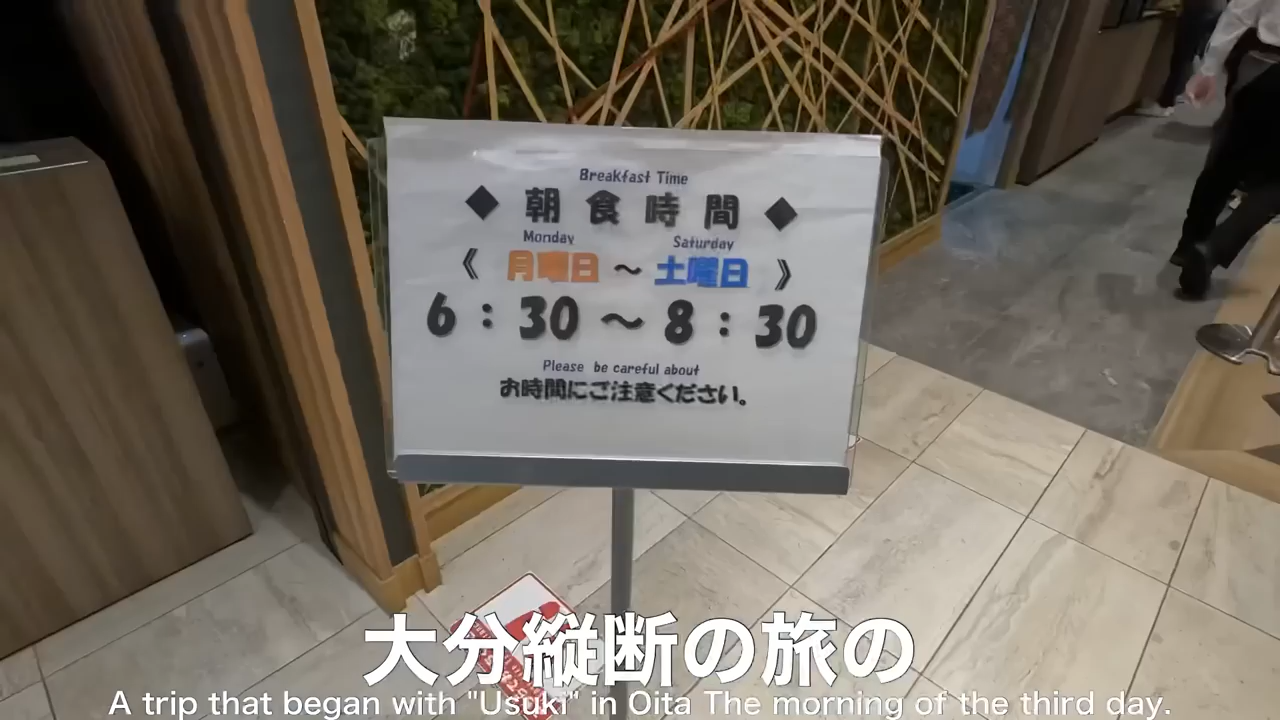 Breakfast Time
◆ 朝食時間 ◆
Monday Saturday
《 月曜日 ～ 土曜日 》
6：30～8：30
Please be careful about
お時間にご注意ください。
大分縦断の旅の
A trip that began with "Usuki" in Oita The morning of the third day.